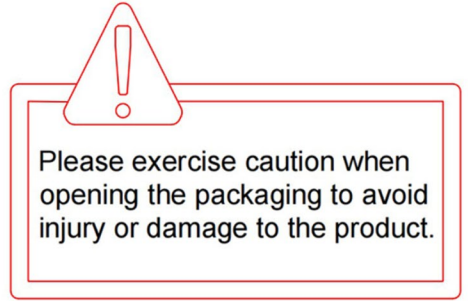 Please exercise caution when
opening the packaging to avoid
injury or damage to the product.